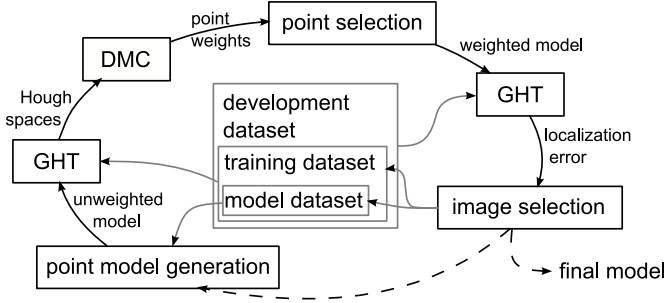 point
weights
point selection
weighted model
DMC
Hough
spaces
development
dataset
GHT
localization
error
GHT
training dataset
model dataset
unweighted
model
image selection
point model generation
final model